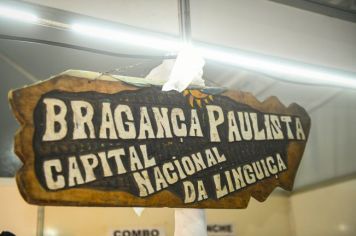 BRAGANÇA PAULISTA
CAPITAL
NACIONAL
DA LINGUIÇA
COMBO